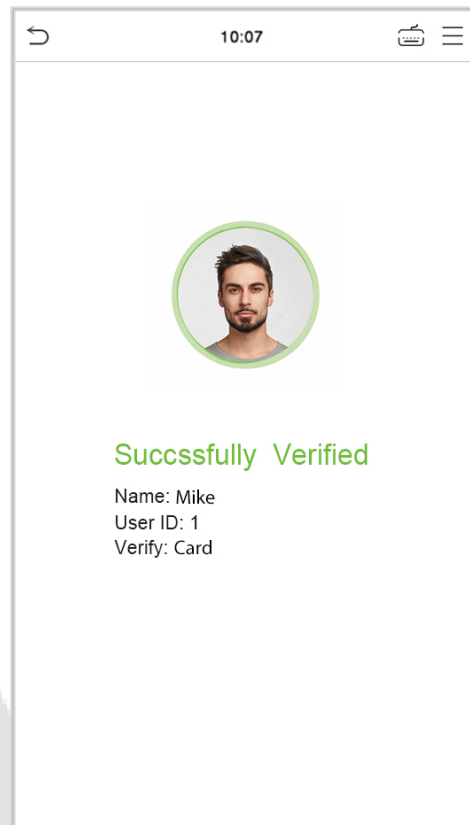 10:07
Succssfully Verified
Name: Mike
User ID: 1
Verify: Card